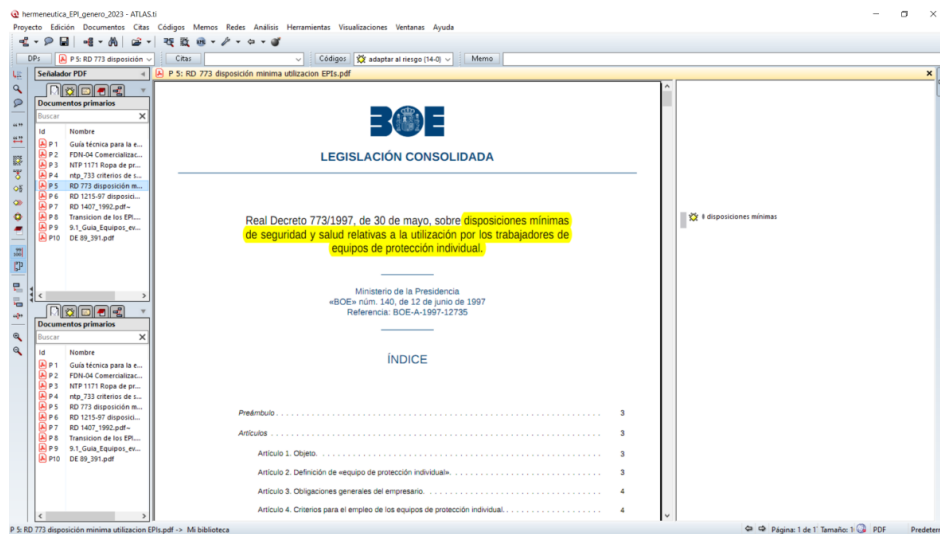 hermeneutica_EPI_genero_2023 - ATLAS.ti
Proyecto Edición Documentos Citas Códigos Memos Redes Análisis Herramientas Visualizaciones Ventanas Ayuda
DPs P 5: RD 773 disposición Citas Códigos adaptar al riesgo {14-0} Memo
Señalador PDF
P 5: RD 773 disposición minima utilizacion EPIs.pdf
Documentos primarios
Buscar
Id Nombre
P 1 Guía técnica para la e...
P 2 FDN-04 Comercializac...
P 3 NTP 1171 Ropa de pr...
P 4 ntp_733 criterios de s...
P 5 RD 773 disposición m...
P 6 RD 1215-97 disposici...
P 7 RD 1407_1992.pdf~
P 8 Transicion de los EPI....
P 9 9.1_Guia_Equipos_ev...
P10 DE 89_391.pdf
Documentos primarios
Buscar
Id Nombre
P 1 Guía técnica para la e...
P 2 FDN-04 Comercializac...
P 3 NTP 1171 Ropa de pr...
P 4 ntp_733 criterios de s...
P 5 RD 773 disposición m...
P 6 RD 1215-97 disposici...
P 7 RD 1407_1992.pdf~
P 8 Transicion de los EPI....
P 9 9.1_Guia_Equipos_ev...
P10 DE 89_391.pdf
BOE
LEGISLACIÓN CONSOLIDADA
Real Decreto 773/1997, de 30 de mayo, sobre disposiciones mínimas
de seguridad y salud relativas a la utilización por los trabajadores de
equipos de protección individual.
Ministerio de la Presidencia
«BOE» núm. 140, de 12 de junio de 1997
Referencia: BOE-A-1997-12735
ÍNDICE
Preámbulo 3
Artículos 3
Artículo 1. Objeto. 3
Artículo 2. Definición de «equipo de protección individual». 3
Artículo 3. Obligaciones generales del empresario. 4
Artículo 4. Criterios para el empleo de los equipos de protección individual. 4
disposiciones mínimas
P 5: RD 773 disposición minima utilizacion EPIs.pdf -> Mi biblioteca
Página: 1 de 1 Tamaño: 1 PDF Predeter